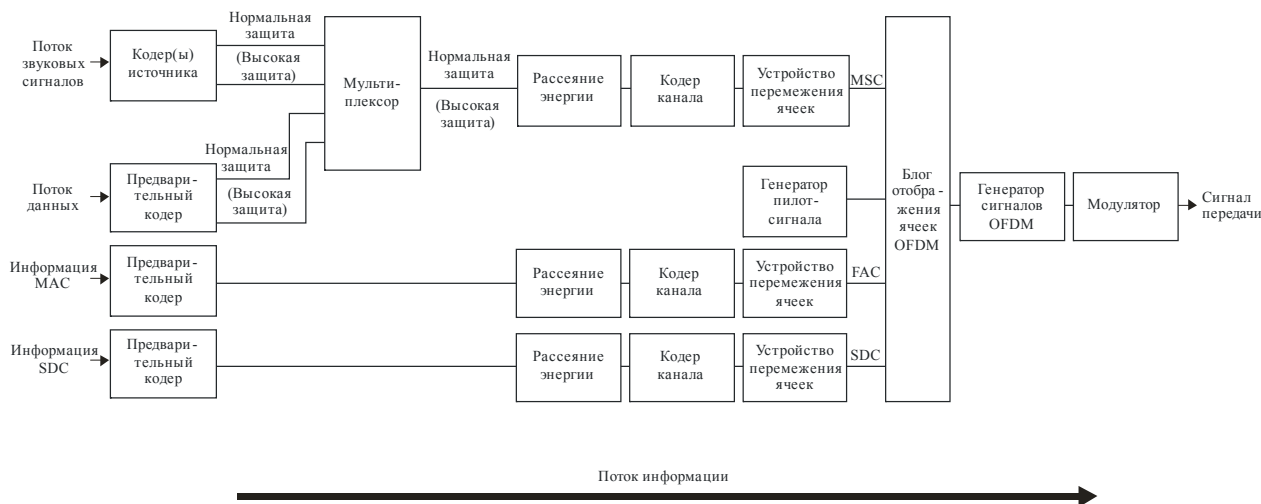 Поток
звуковых
сигналов
Кодер(ы)
источника
Нормальная
защита
(Высокая
защита)
Мульти-
плексор
Нормальная
защита
(Высокая
защита)
Рассеяние
энергии
Кодер
канала
Устройство
перемежения
ячеек
MSC
Поток
данных
Предвари-
тельный
кодер
Нормальная
защита
(Высокая
защита)
Генератор
пилот-
сигнала
Блог
отобра-
жения
ячеек
OFDM
Генератор
сигналов
OFDM
Модулятор
Сигнал
передачи
Информация
MAC
Предвари-
тельный
кодер
Рассеяние
энергии
Кодер
канала
Устройство
перемежения
ячеек
FAC
Информация
SDC
Предвари-
тельный
кодер
Рассеяние
энергии
Кодер
канала
Устройство
перемежения
ячеек
SDC
Поток информации